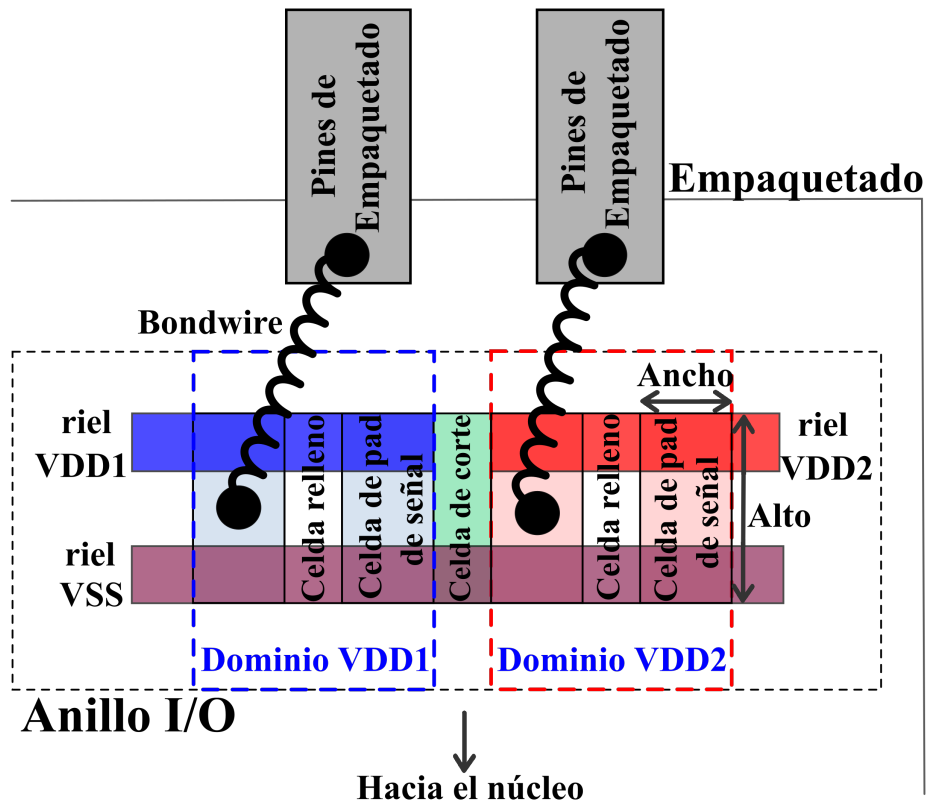 Pines de
Empaquetado
Pines de
Empaquetado
Empaquetado
Bondwire
Ancho
riel
VDD1
riel
VDD2
Celda relleno
Celda de pad
de señal
Celda de corte
Celda relleno
Celda de pad
de señal
Alto
riel
VSS
Dominio VDD1
Dominio VDD2
Anillo I/O
Hacia el núcleo